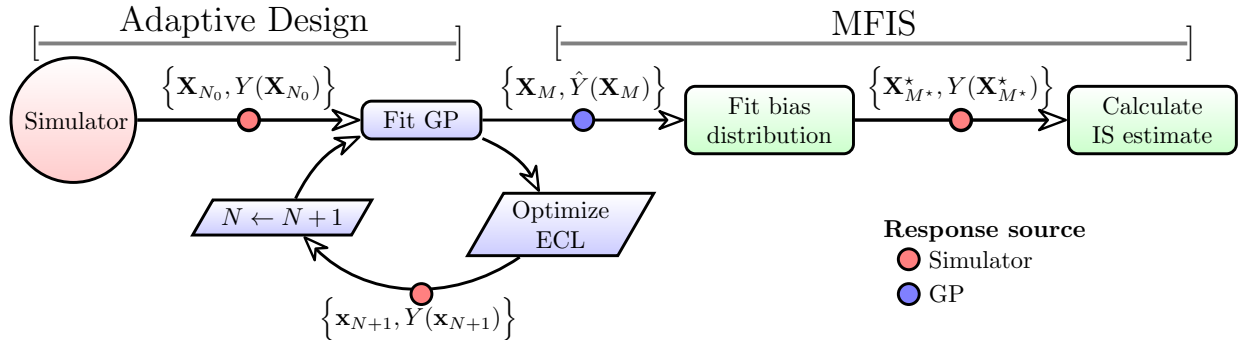 Adaptive Design
MFIS
{𝐗_{N_0}, Y(𝐗_{N_0})}
{𝐗_M, Ŷ(𝐗_M)}
{𝐗^⋆_{M^⋆}, Y(𝐗^⋆_{M^⋆})}
Simulator
Fit GP
Fit bias
distribution
Calculate
IS estimate
N ← N + 1
Optimize
ECL
{𝐱_{N+1}, Y(𝐱_{N+1})}
Response source
Simulator
GP